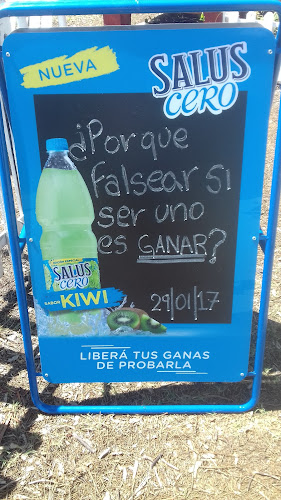 NUEVA
SALUS
CERO
¿Porque
falsear si
ser uno
es GANAR?
29/01/17
SALUS
CERO
SABOR KIWI
LIBERÁ TUS GANAS
DE PROBARLA